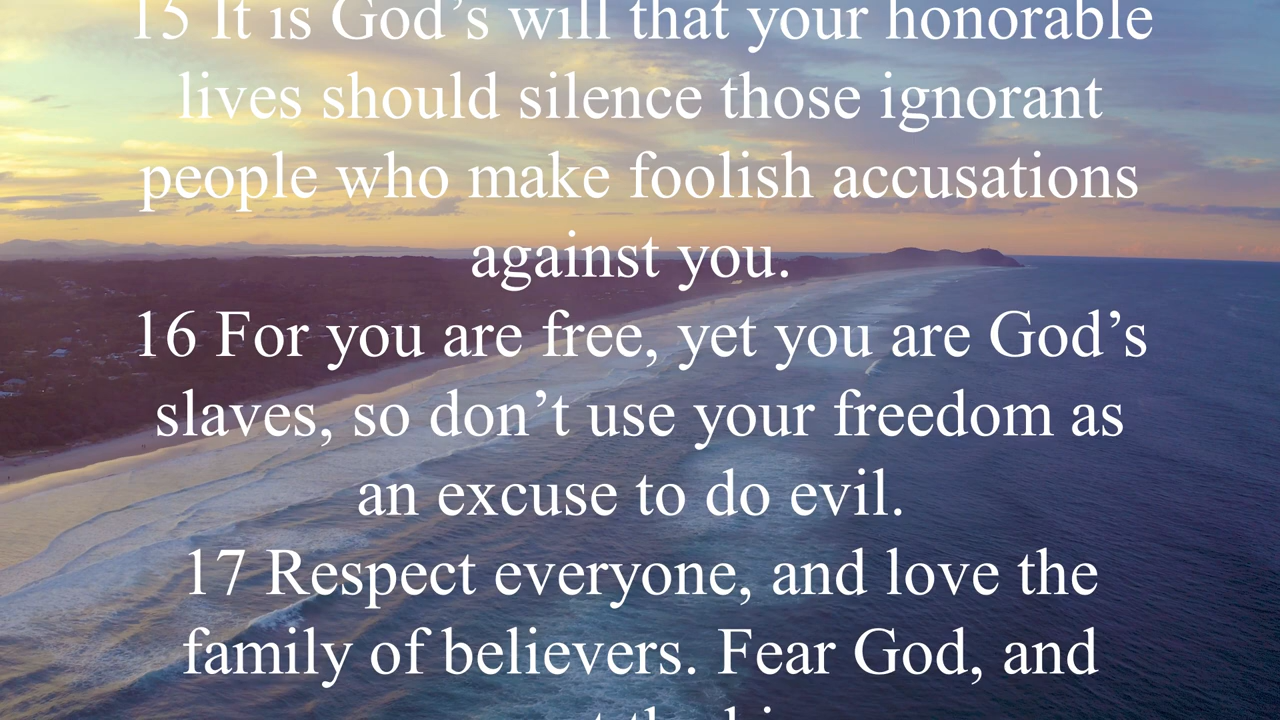 15 It is God’s will that your honorable
lives should silence those ignorant
people who make foolish accusations
against you.
16 For you are free, yet you are God’s
slaves, so don’t use your freedom as
an excuse to do evil.
17 Respect everyone, and love the
family of believers. Fear God, and